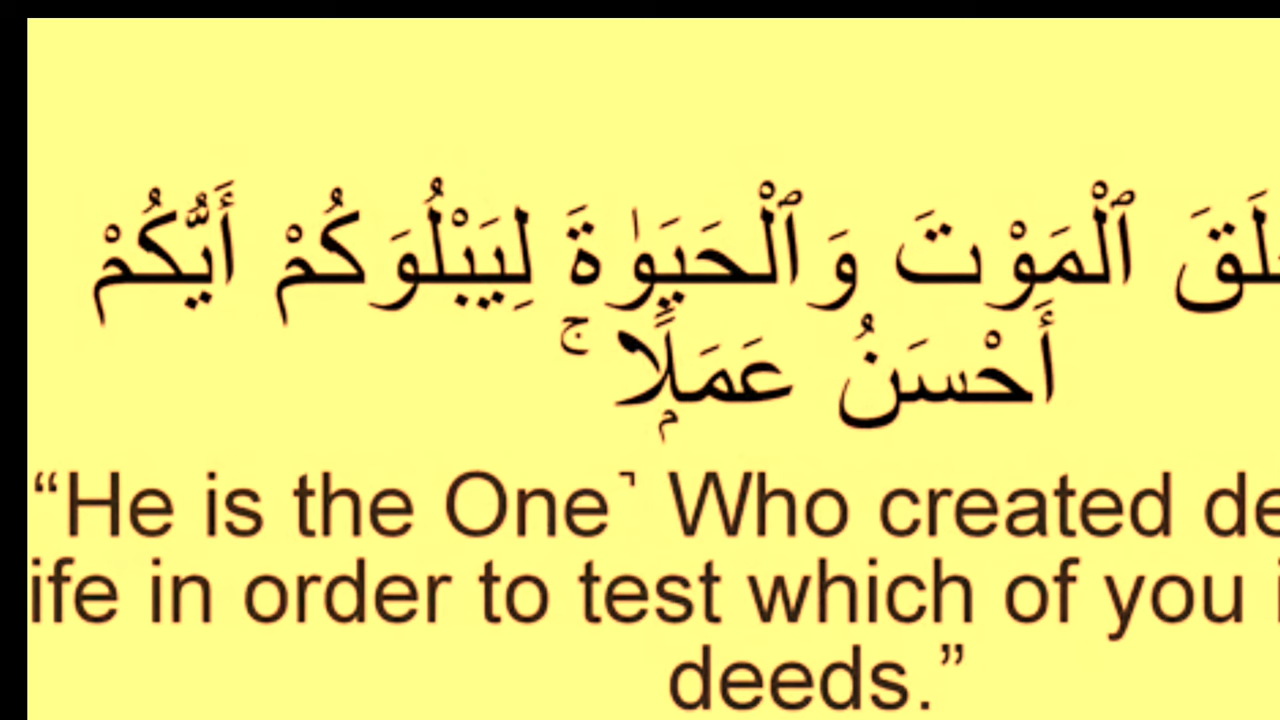 لَقَ ٱلْمَوْتَ وَٱلْحَيَوٰةَ لِيَبْلُوَكُمْ أَيُّكُمْ
أَحْسَنُ عَمَلًۭا ۚ
“He is the One˺ Who created de
ife in order to test which of you i
deeds.”